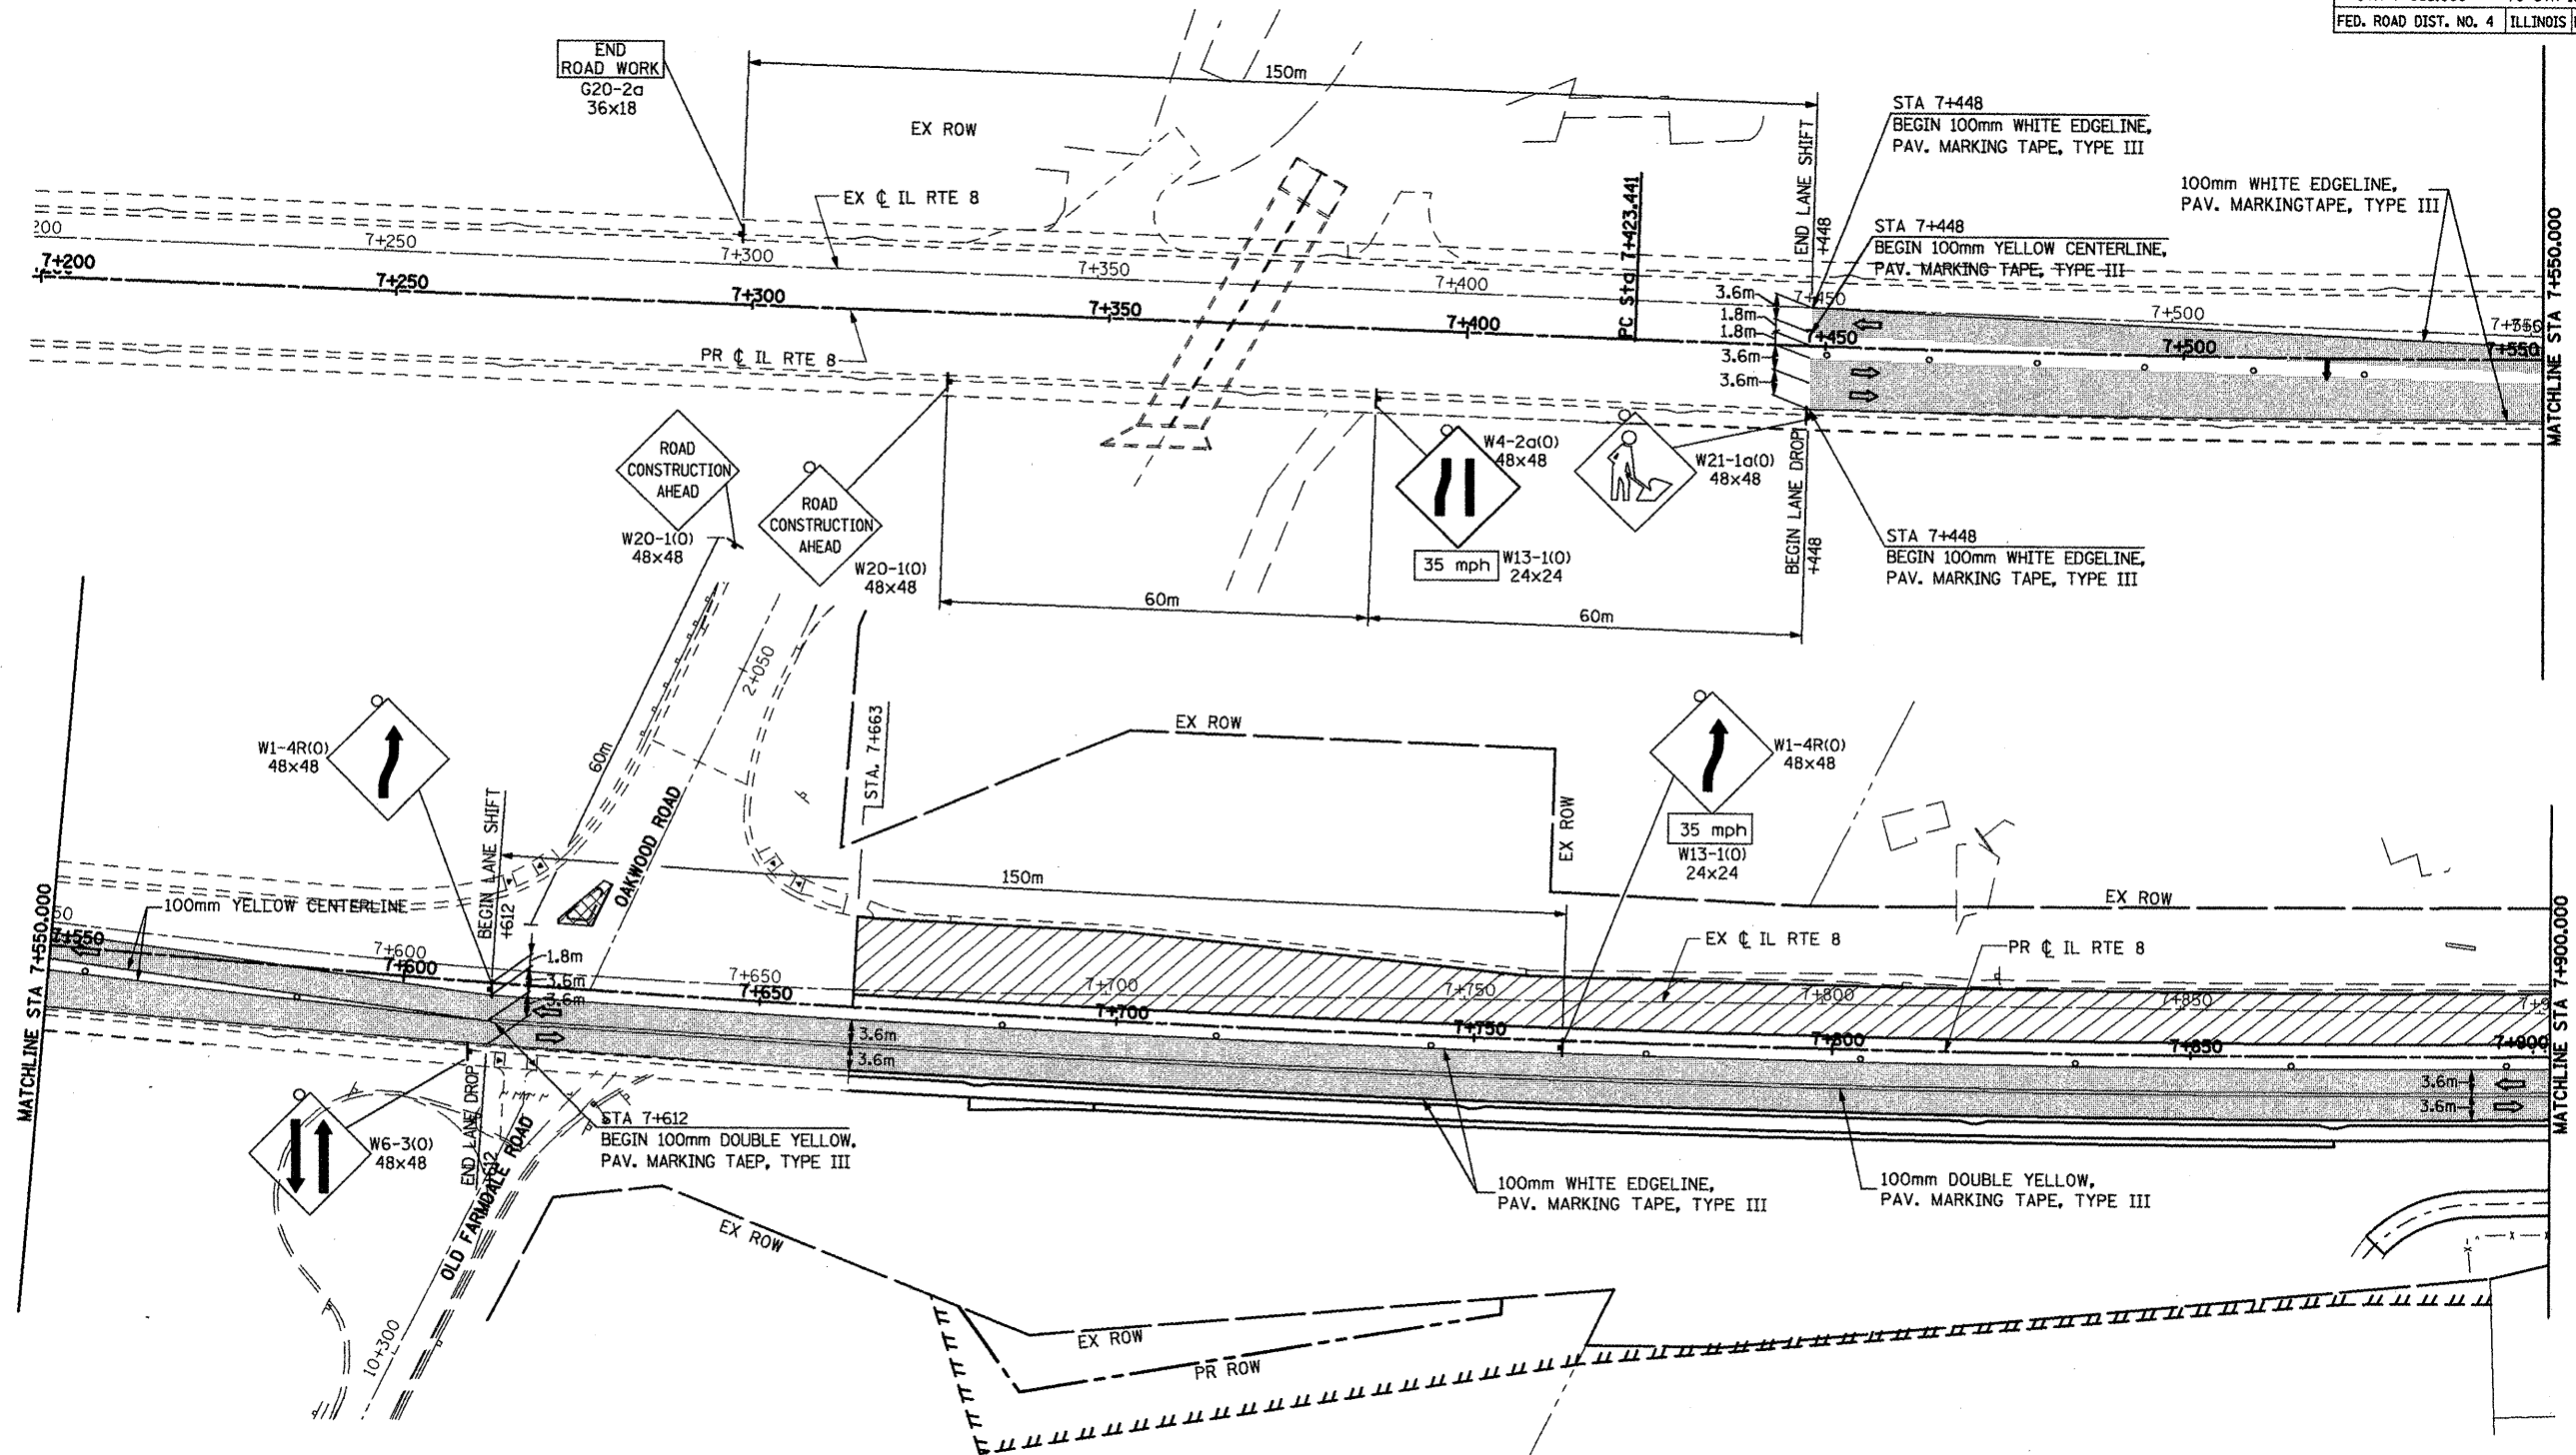 FED. ROAD DIST. NO. 4 ILLINOIS
END
ROAD WORK
G20-2a
36x18
150m
EX ROW
EX ℄ IL RTE 8
STA 7+448
BEGIN 100mm WHITE EDGELINE,
PAV. MARKING TAPE, TYPE III
END LANE SHIFT
+448
100mm WHITE EDGELINE,
PAV. MARKINGTAPE, TYPE III
STA 7+448
BEGIN 100mm YELLOW CENTERLINE,
PAV. MARKING TAPE, TYPE III
PC Sta 7+423.441
MATCHLINE STA 7+550.000
200
7+250
7+300
7+350
7+400
7+450
7+500
7+200
7+250
7+300
7+350
7+400
7+450
7+500
7+550
3.6m
1.8m
1.8m
3.6m
3.6m
PR ℄ IL RTE 8
ROAD
CONSTRUCTION
AHEAD
W20-1(O)
48x48
ROAD
CONSTRUCTION
AHEAD
W20-1(O)
48x48
W4-2a(O)
48x48
35 mph
W13-1(O)
24x24
W21-1a(O)
48x48
BEGIN LANE DROP
+448
STA 7+448
BEGIN 100mm WHITE EDGELINE,
PAV. MARKING TAPE, TYPE III
60m
60m
2+050
60m
OAKWOOD ROAD
STA. 7+663
W1-4R(O)
48x48
BEGIN LANE SHIFT
+612
EX ROW
EX ROW
W1-4R(O)
48x48
35 mph
W13-1(O)
24x24
150m
EX ROW
MATCHLINE STA 7+550.000
100mm YELLOW CENTERLINE
50
7+550
7+600
7+600
1.8m
3.6m
3.6m
7+650
7+650
7+700
7+700
7+750
7+750
7+800
7+800
7+850
7+850
7+900
EX ℄ IL RTE 8
PR ℄ IL RTE 8
3.6m
3.6m
3.6m
3.6m
MATCHLINE STA 7+900.000
W6-3(O)
48x48
END LANE DROP
+612
STA 7+612
BEGIN 100mm DOUBLE YELLOW,
PAV. MARKING TAEP, TYPE III
OLD FARMDALE ROAD
10+300
100mm WHITE EDGELINE,
PAV. MARKING TAPE, TYPE III
100mm DOUBLE YELLOW,
PAV. MARKING TAPE, TYPE III
EX ROW
EX ROW
PR ROW